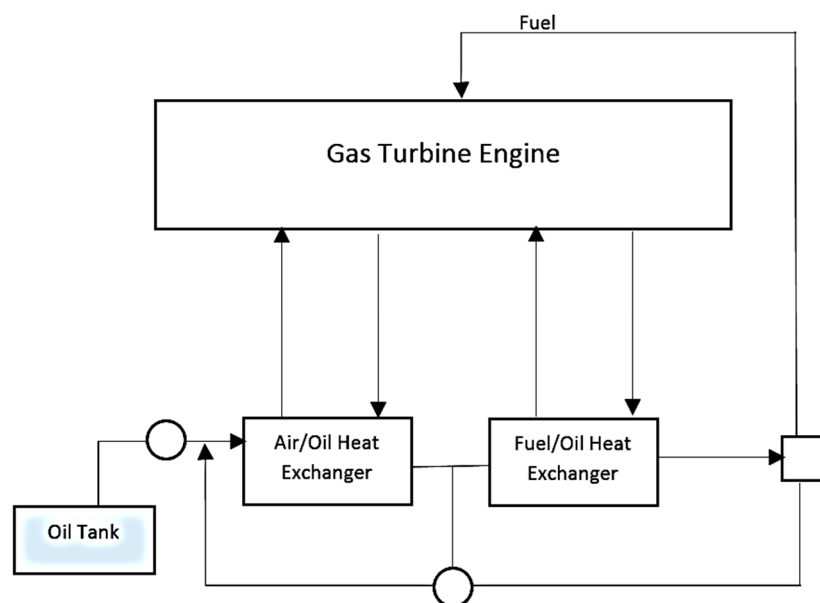 Fuel
Gas Turbine Engine
Air/Oil Heat
Exchanger
Fuel/Oil Heat
Exchanger
Oil Tank